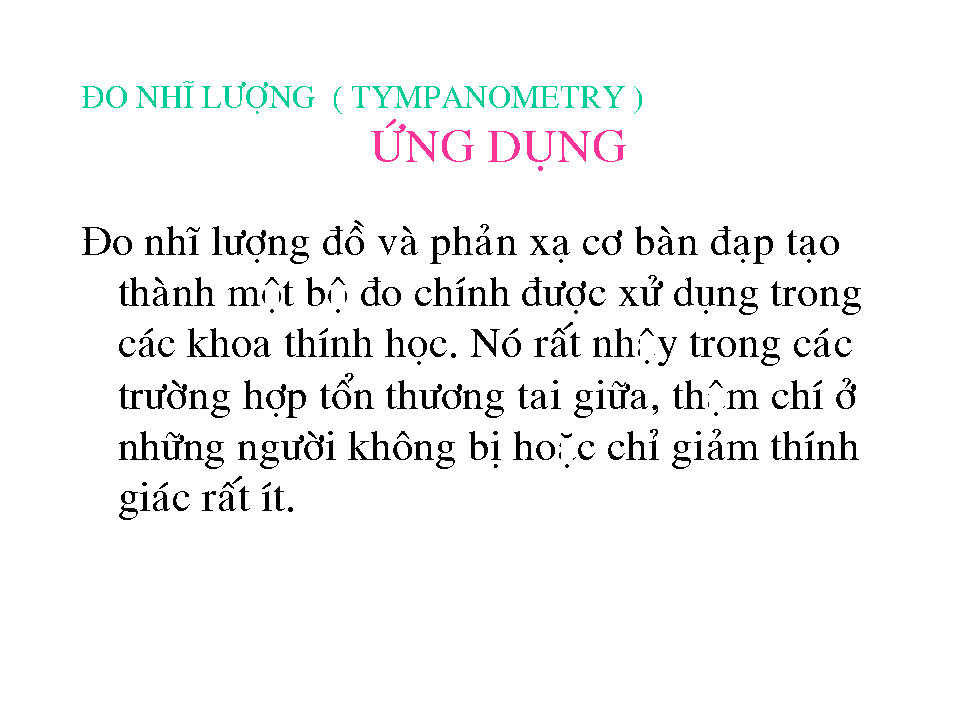 ĐO NHĨ LƯỢNG ( TYMPANOMETRY )
ỨNG DỤNG
Đo nhĩ lượng đồ và phản xạ cơ bàn đạp tạo
thành một bộ đo chính được xử dụng trong
các khoa thính học. Nó rất nhậy trong các
trường hợp tổn thương tai giữa, thậm chí ở
những người không bị hoặc chỉ giảm thính
giác rất ít.